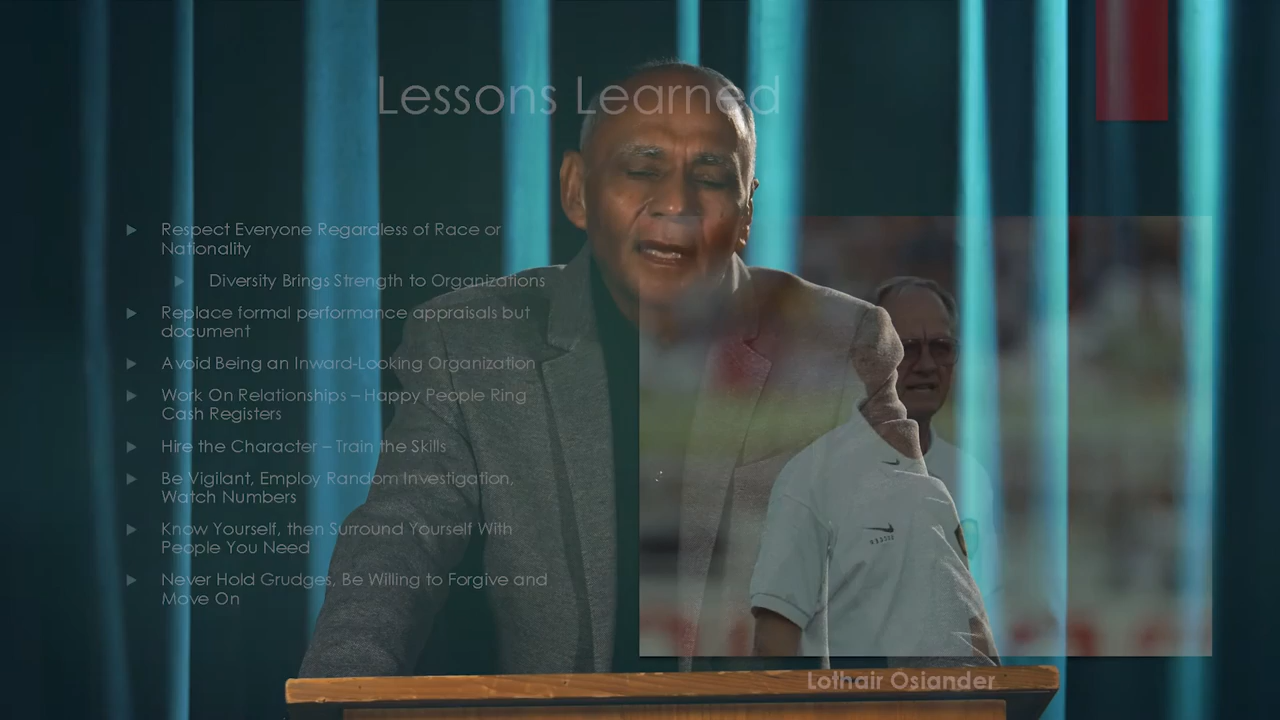 Lessons Learned
Respect Everyone Regardless of Race or
Nationality
Diversity Brings Strength to Organizations
Replace formal performance appraisals but
document
Avoid Being an Inward-Looking Organization
Work On Relationships – Happy People Ring
Cash Registers
Hire the Character – Train the Skills
Be Vigilant, Employ Random Investigation,
Watch Numbers
Know Yourself, then Surround Yourself With
People You Need
Never Hold Grudges, Be Willing to Forgive and
Move On
Lothair Osiander